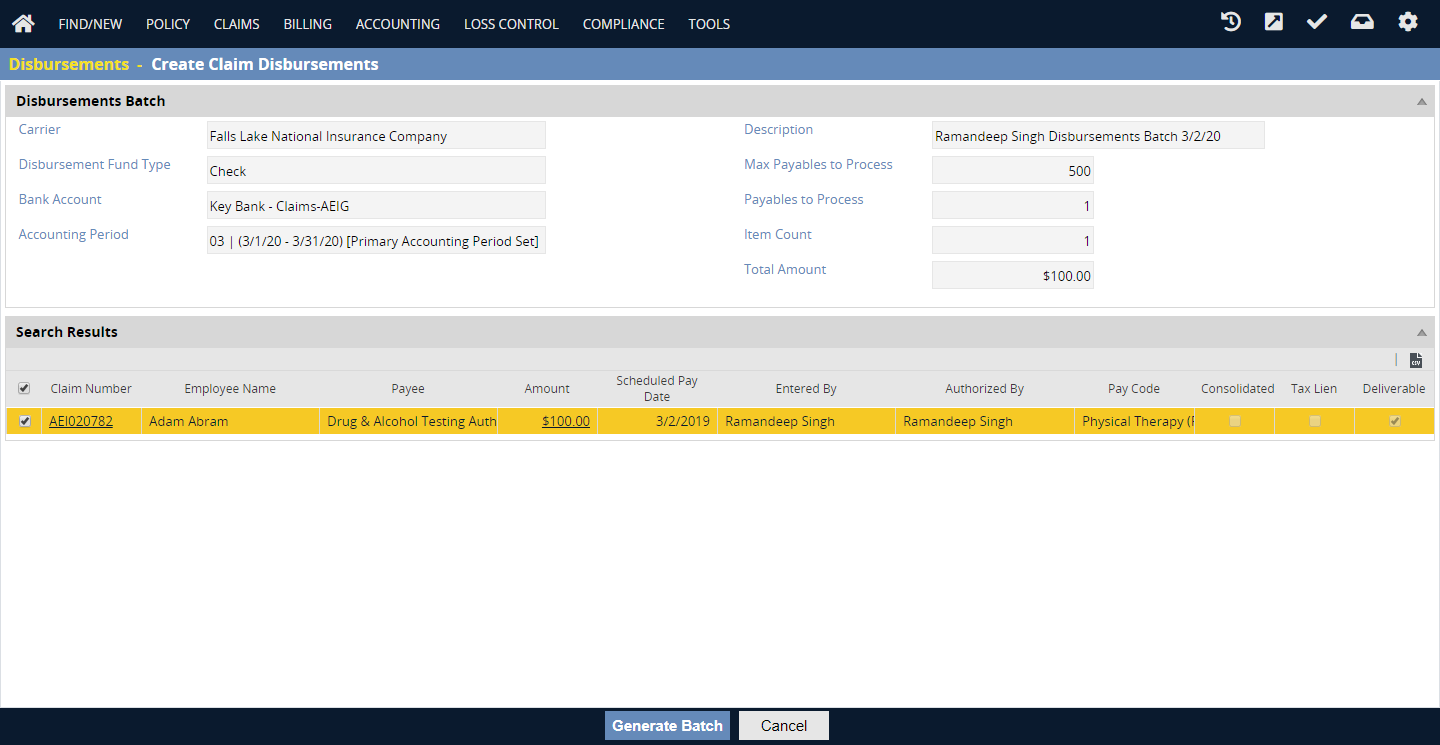 FIND/NEW POLICY CLAIMS BILLING ACCOUNTING LOSS CONTROL COMPLIANCE TOOLS
Disbursements - Create Claim Disbursements
Disbursements Batch
Carrier Falls Lake National Insurance Company
Disbursement Fund Type Check
Bank Account Key Bank - Claims-AEIG
Accounting Period 03 | (3/1/20 - 3/31/20) [Primary Accounting Period Set]
Description Ramandeep Singh Disbursements Batch 3/2/20
Max Payables to Process 500
Payables to Process 1
Item Count 1
Total Amount $100.00
Search Results
CSV
Claim Number Employee Name Payee Amount Scheduled Pay Date Entered By Authorized By Pay Code Consolidated Tax Lien Deliverable
AEI020782 Adam Abram Drug & Alcohol Testing Auth $100.00 3/2/2019 Ramandeep Singh Ramandeep Singh Physical Therapy (
Generate Batch Cancel